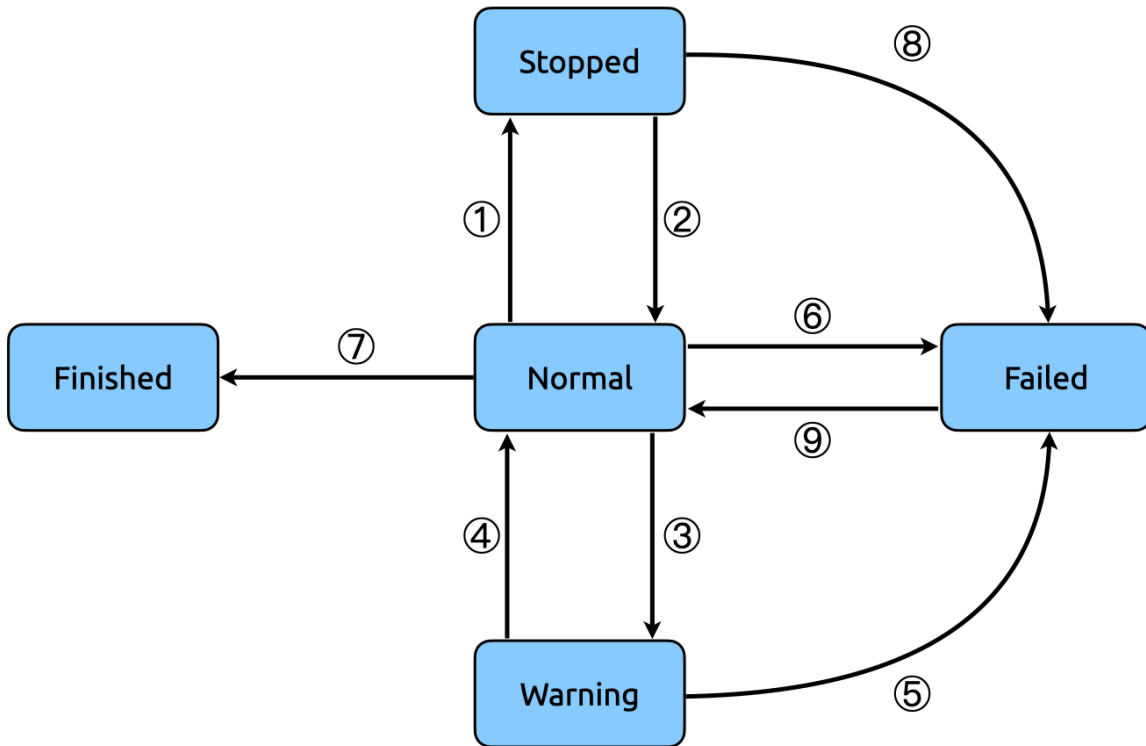 Stopped
⑧
①
②
Finished
⑦
Normal
⑥
⑨
Failed
④
③
Warning
⑤